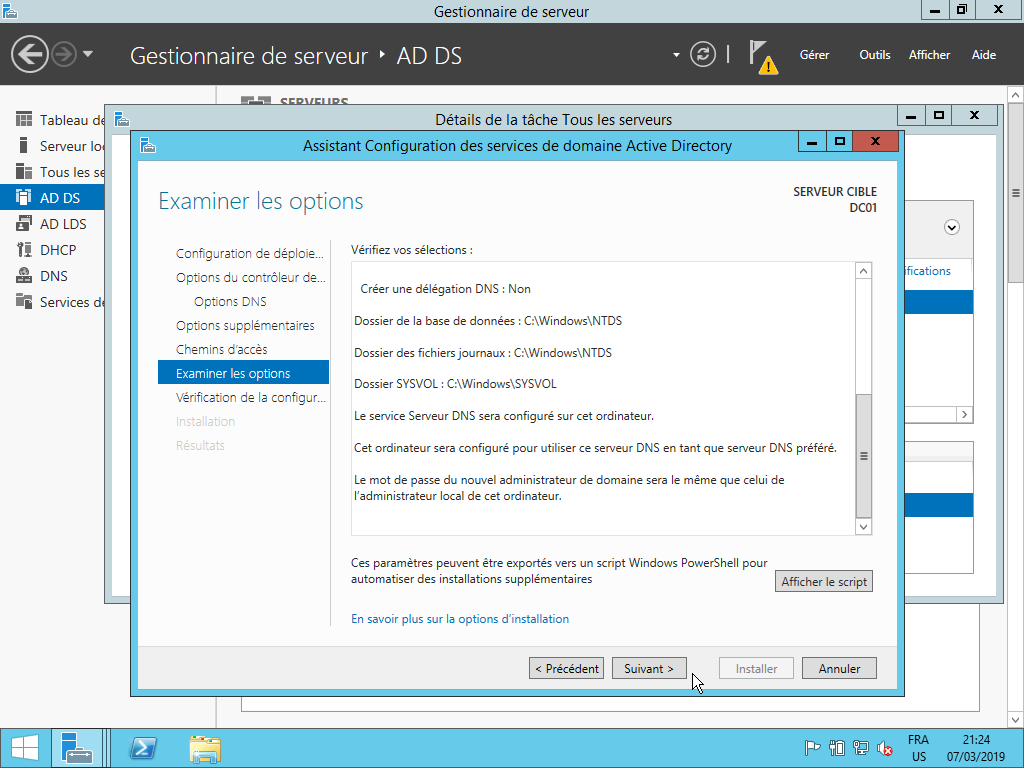 Gestionnaire de serveur
Gestionnaire de serveur ‣ AD DS
Gérer
Outils
Afficher
Aide
SERVEURS
Tableau de
Serveur loc
Tous les se
AD DS
AD LDS
DHCP
DNS
Services de
Détails de la tâche Tous les serveurs
Assistant Configuration des services de domaine Active Directory
Examiner les options
SERVEUR CIBLE
DC01
Configuration de déploie...
Options du contrôleur de...
Options DNS
Options supplémentaires
Chemins d'accès
Examiner les options
Vérification de la configur...
Installation
Résultats
Vérifiez vos sélections :
Créer une délégation DNS : Non
Dossier de la base de données : C:\Windows\NTDS
Dossier des fichiers journaux : C:\Windows\NTDS
Dossier SYSVOL : C:\Windows\SYSVOL
Le service Serveur DNS sera configuré sur cet ordinateur.
Cet ordinateur sera configuré pour utiliser ce serveur DNS en tant que serveur DNS préféré.
Le mot de passe du nouvel administrateur de domaine sera le même que celui de
l'administrateur local de cet ordinateur.
Ces paramètres peuvent être exportés vers un script Windows PowerShell pour
automatiser des installations supplémentaires
Afficher le script
En savoir plus sur la options d'installation
< Précédent
Suivant >
Installer
Annuler
ifications
FRA
US
21:24
07/03/2019